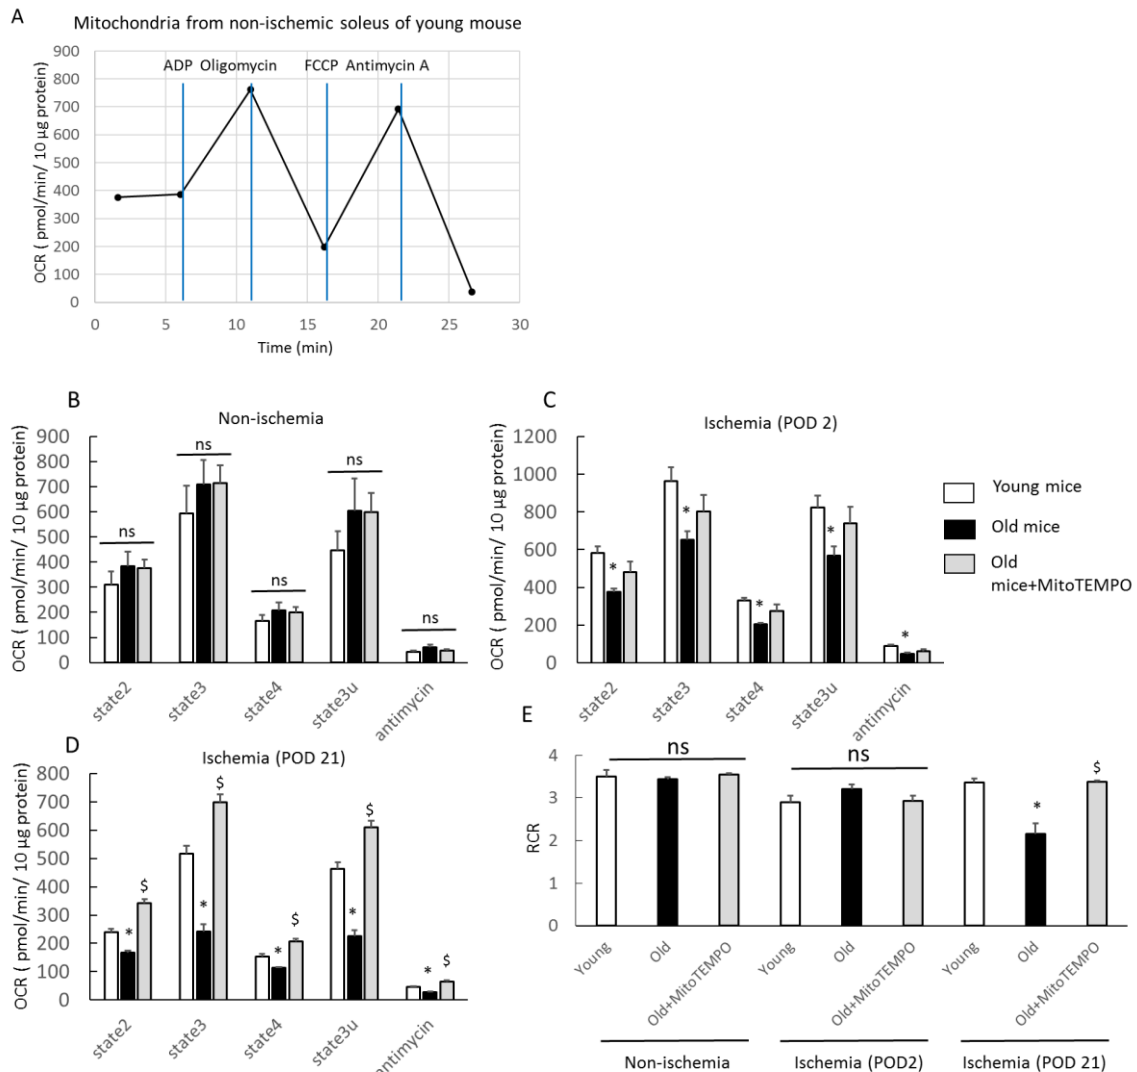 A
Mitochondria from non-ischemic soleus of young mouse
900
800
700
600
500
400
300
200
100
0
OCR ( pmol/min/ 10 µg protein)
ADP Oligomycin FCCP Antimycin A
0 5 10 15 20 25 30
Time (min)
B
Non-ischemia
900
800
700
600
500
400
300
200
100
0
OCR ( pmol/min/ 10 µg protein)
ns
ns
ns
ns
ns
state2
state3
state4
state3u
antimycin
C
Ischemia (POD 2)
1200
1000
800
600
400
200
0
OCR ( pmol/min/ 10 µg protein)
*
*
*
*
*
state2
state3
state4
state3u
antimycin
Young mice
Old mice
Old
mice+MitoTEMPO
D
Ischemia (POD 21)
800
700
600
500
400
300
200
100
0
OCR ( pmol/min/ 10 µg protein)
* $
* $
* $
* $
* $
state2
state3
state4
state3u
antimycin
E
4
3
2
1
0
RCR
ns
ns
*
$
Young
Old
Old+MitoTEMPO
Young
Old
Old+MitoTEMPO
Young
Old
Old+MitoTEMPO
Non-ischemia
Ischemia (POD2)
Ischemia (POD 21)